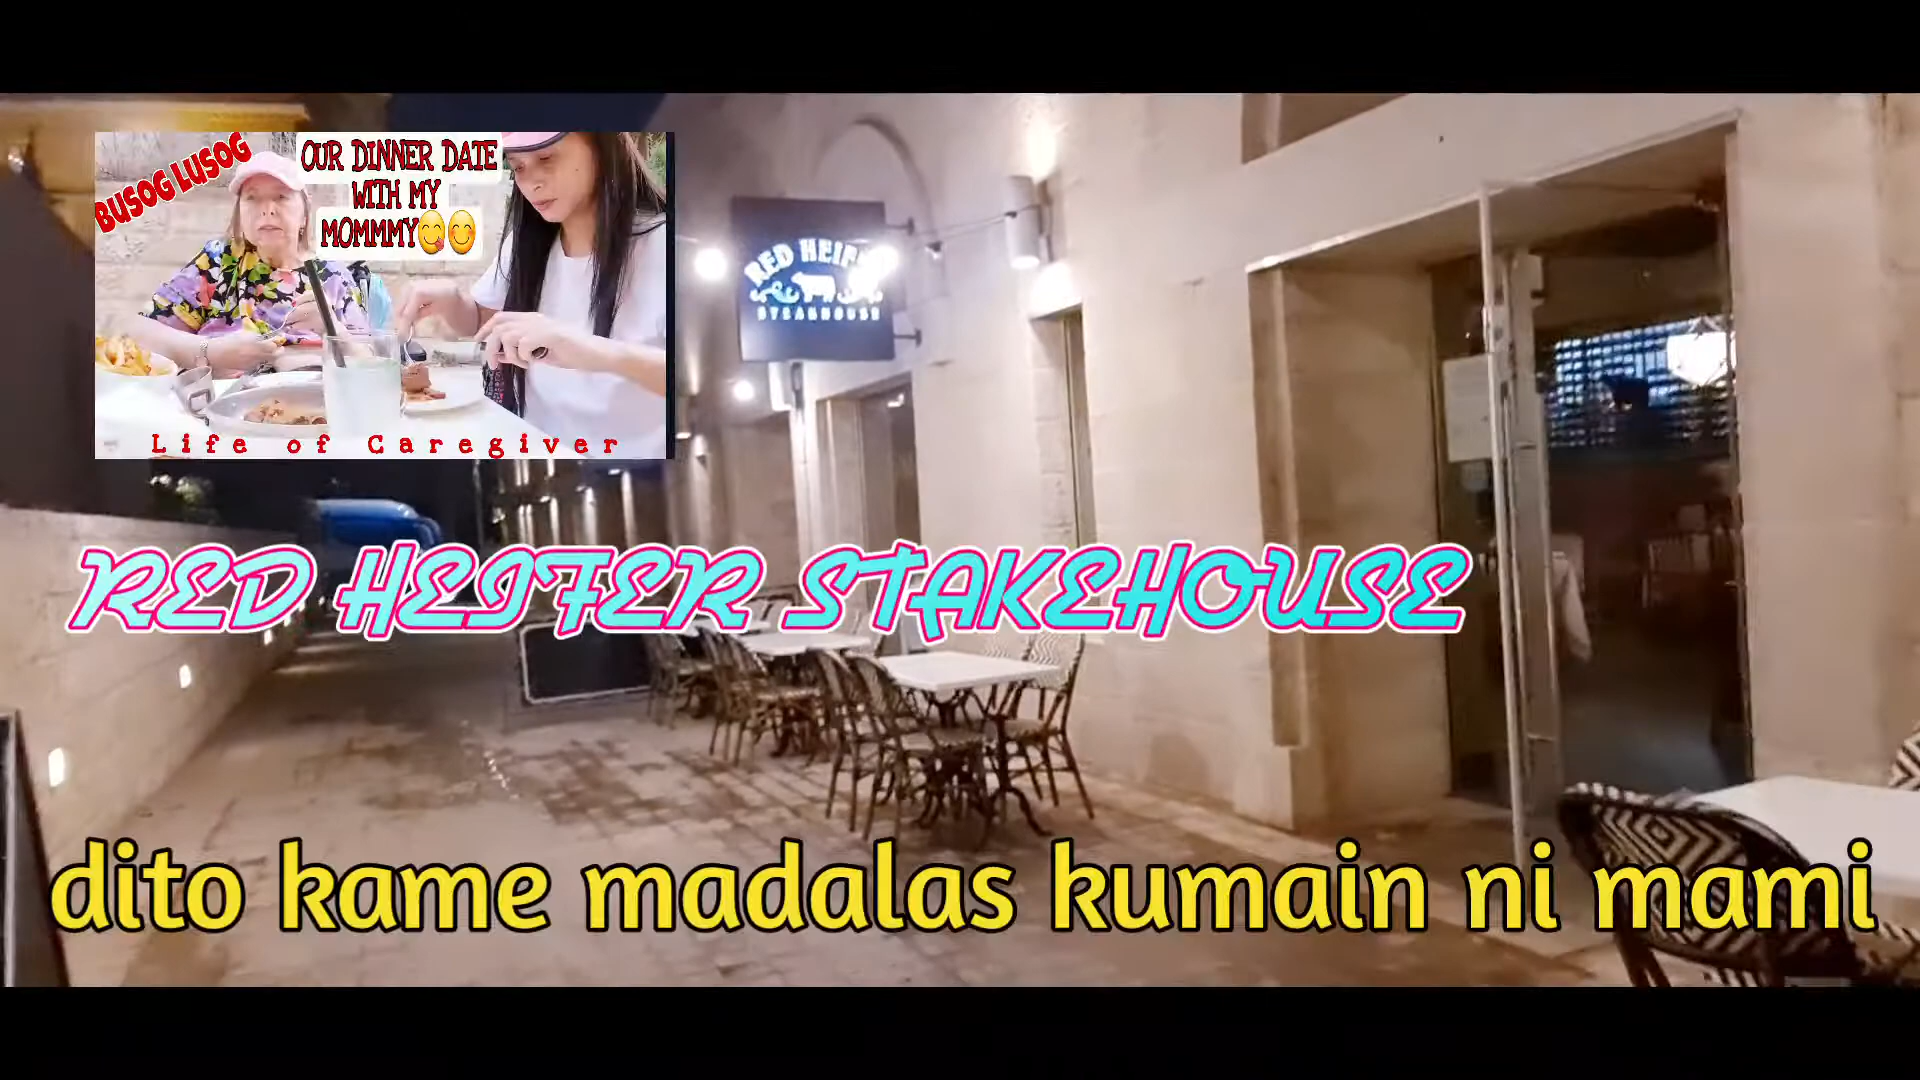 BUSOG LUSOG
OUR DINNER DATE
WITH MY
MOMMMY😋😊
Life of Caregiver
RED HEIFER
STEAKHOUSE
RED HEIFER STAKEHOUSE
dito kame madalas kumain ni mami